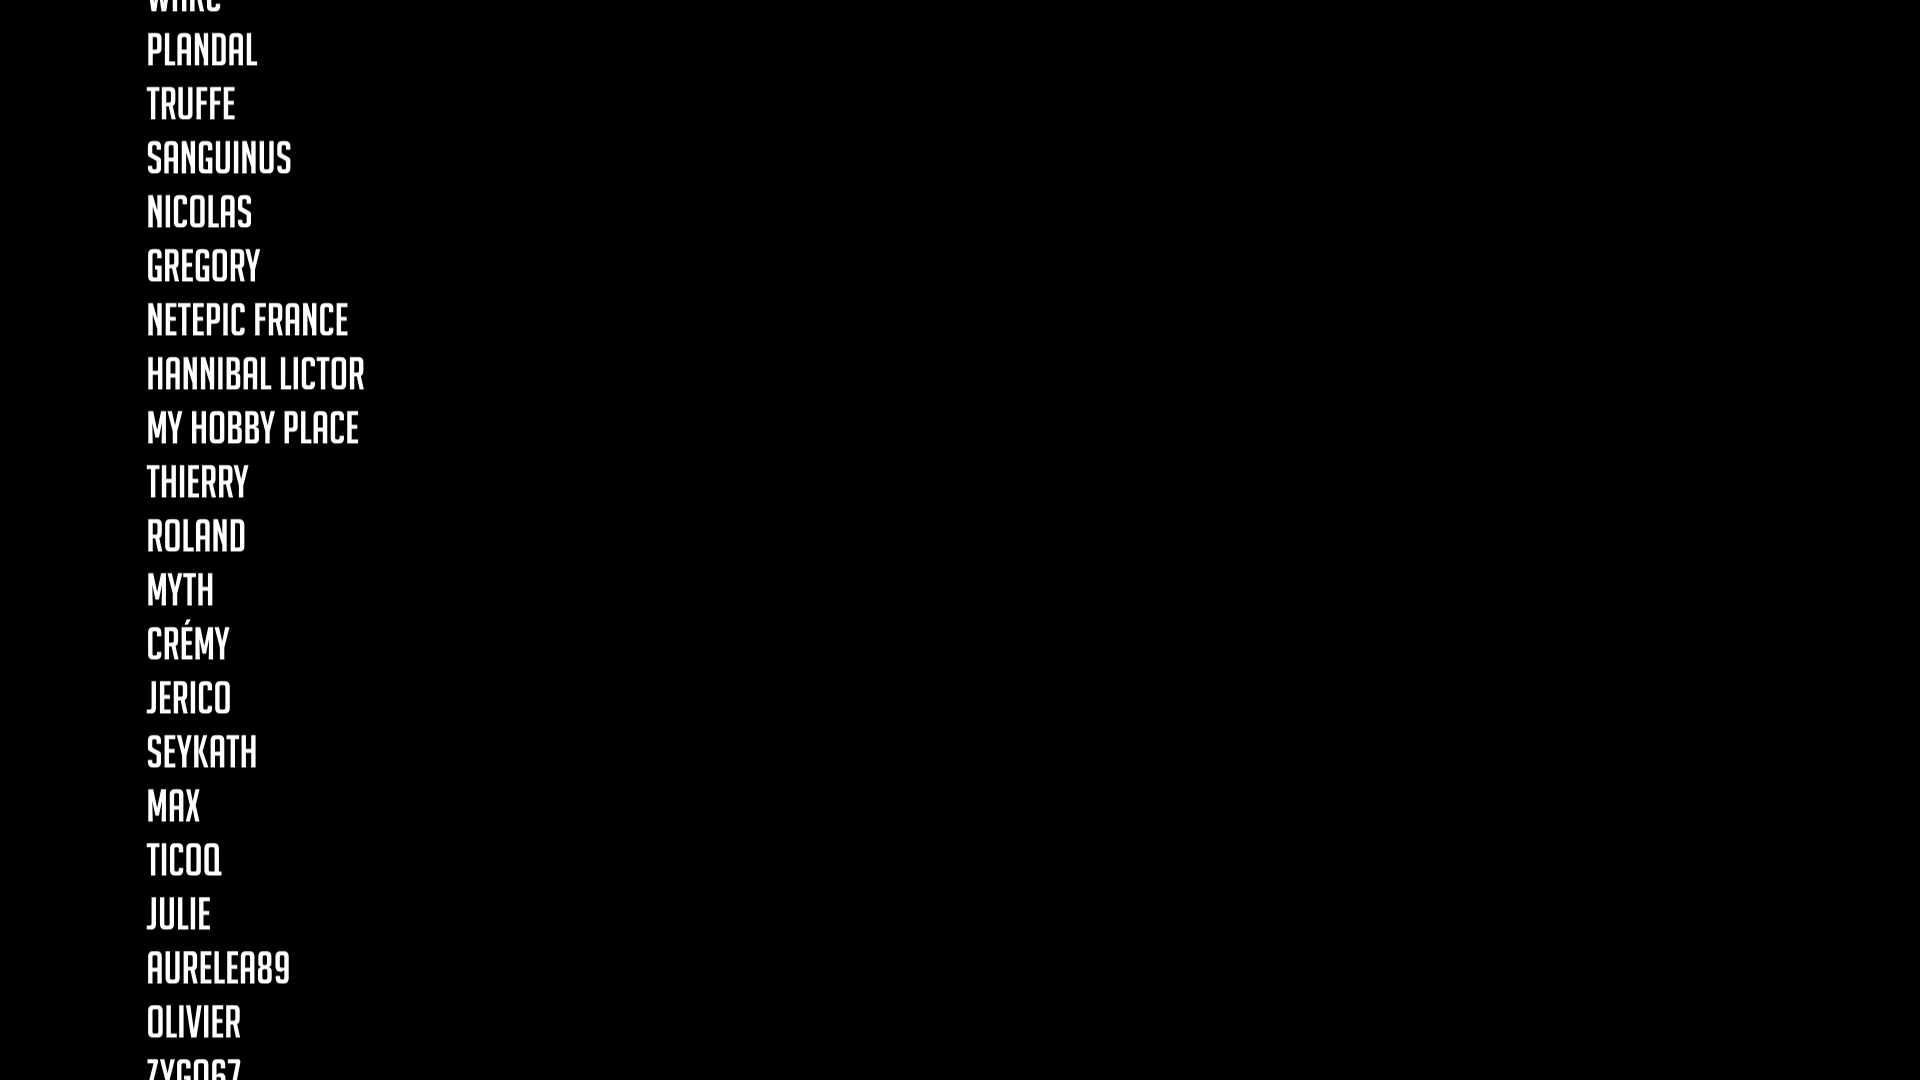 PLANDAL
TRUFFE
SANGUINUS
NICOLAS
GREGORY
NETEPIC FRANCE
HANNIBAL LICTOR
MY HOBBY PLACE
THIERRY
ROLAND
MYTH
CRÉMY
JERICO
SEYKATH
MAX
TICOQ
JULIE
AURELEA89
OLIVIER
ZYGO67